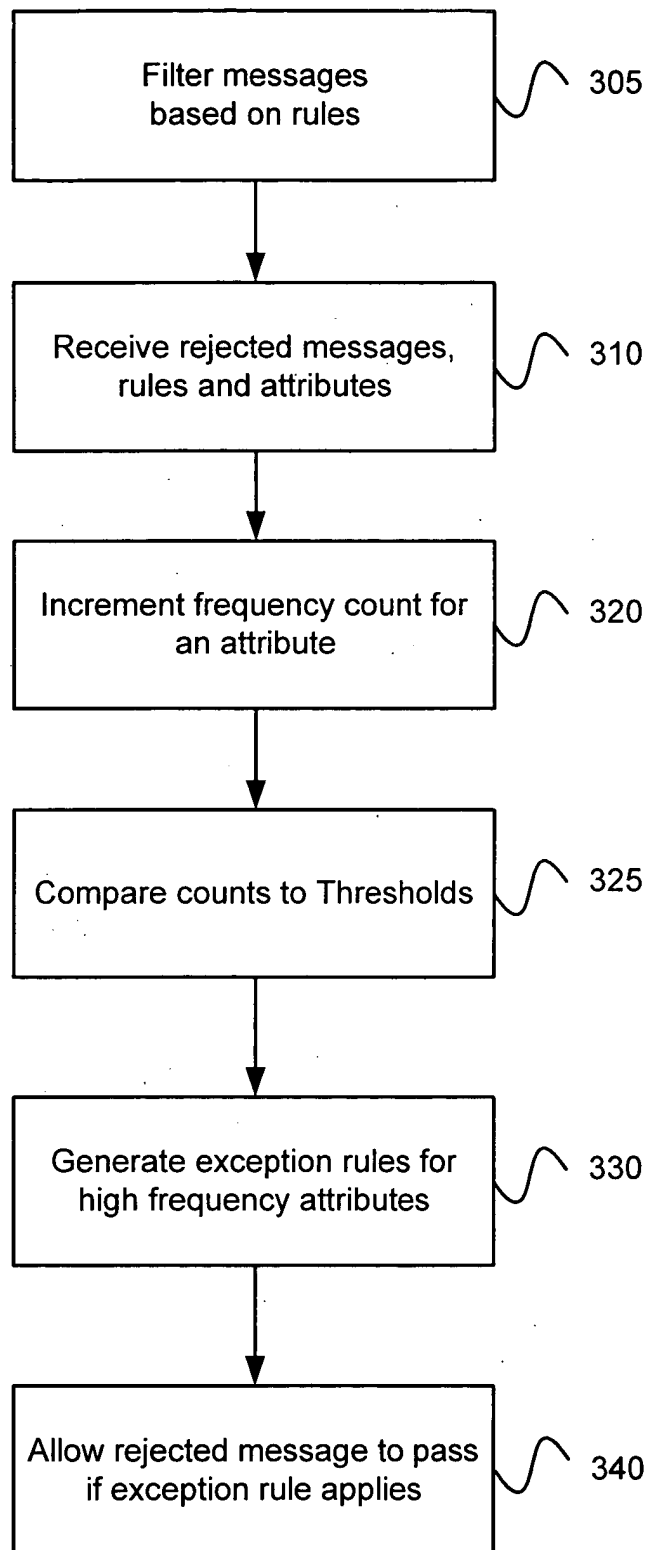 Filter messages
based on rules
305
Receive rejected messages,
rules and attributes
310
Increment frequency count for
an attribute
320
Compare counts to Thresholds
325
Generate exception rules for
high frequency attributes
330
Allow rejected message to pass
if exception rule applies
340